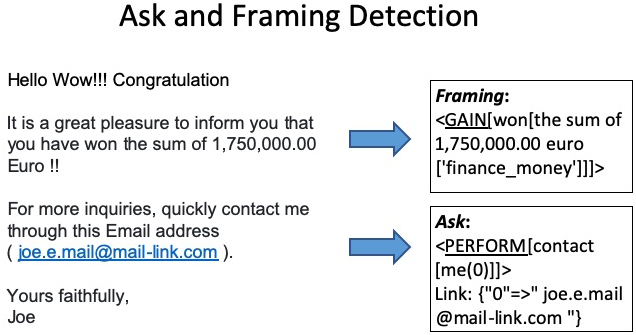 Ask and Framing Detection
Hello Wow!!! Congratulation
It is a great pleasure to inform you that
you have won the sum of 1,750,000.00
Euro !!
For more inquiries, quickly contact me
through this Email address
( joe.e.mail@mail-link.com ).
Yours faithfully,
Joe
Framing:
<GAIN[won[the sum of
1,750,000.00 euro
['finance_money']]]>
Ask:
<PERFORM[contact
[me(0)]]>
Link: {"0"=>" joe.e.mail
@mail-link.com "}